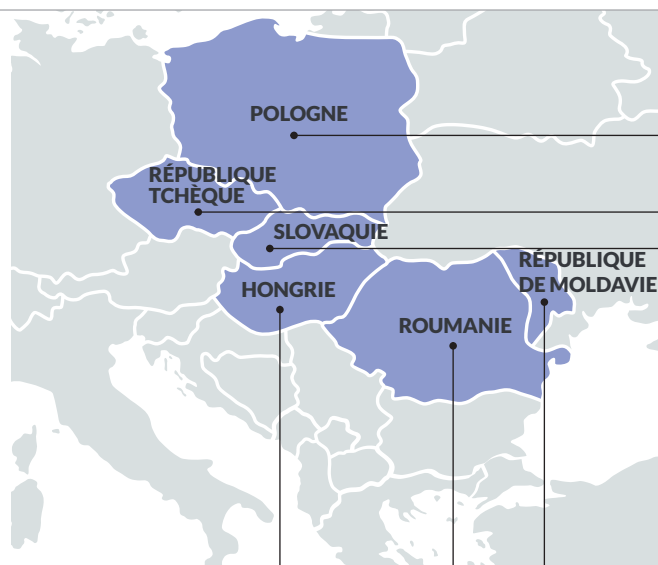 POLOGNE
RÉPUBLIQUE
TCHÈQUE
SLOVAQUIE
RÉPUBLIQUE
DE MOLDAVIE
HONGRIE
ROUMANIE